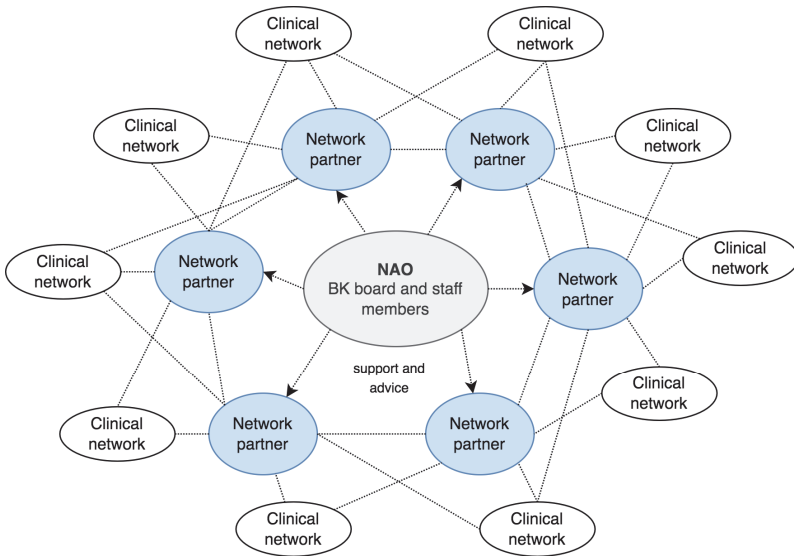 Clinical
network
Clinical
network
Clinical
network
Network
partner
Network
partner
Clinical
network
Clinical
network
Network
partner
NAO
BK board and staff
members
Network
partner
Clinical
network
support and
advice
Clinical
network
Clinical
network
Network
partner
Network
partner
Clinical
network
Clinical
network